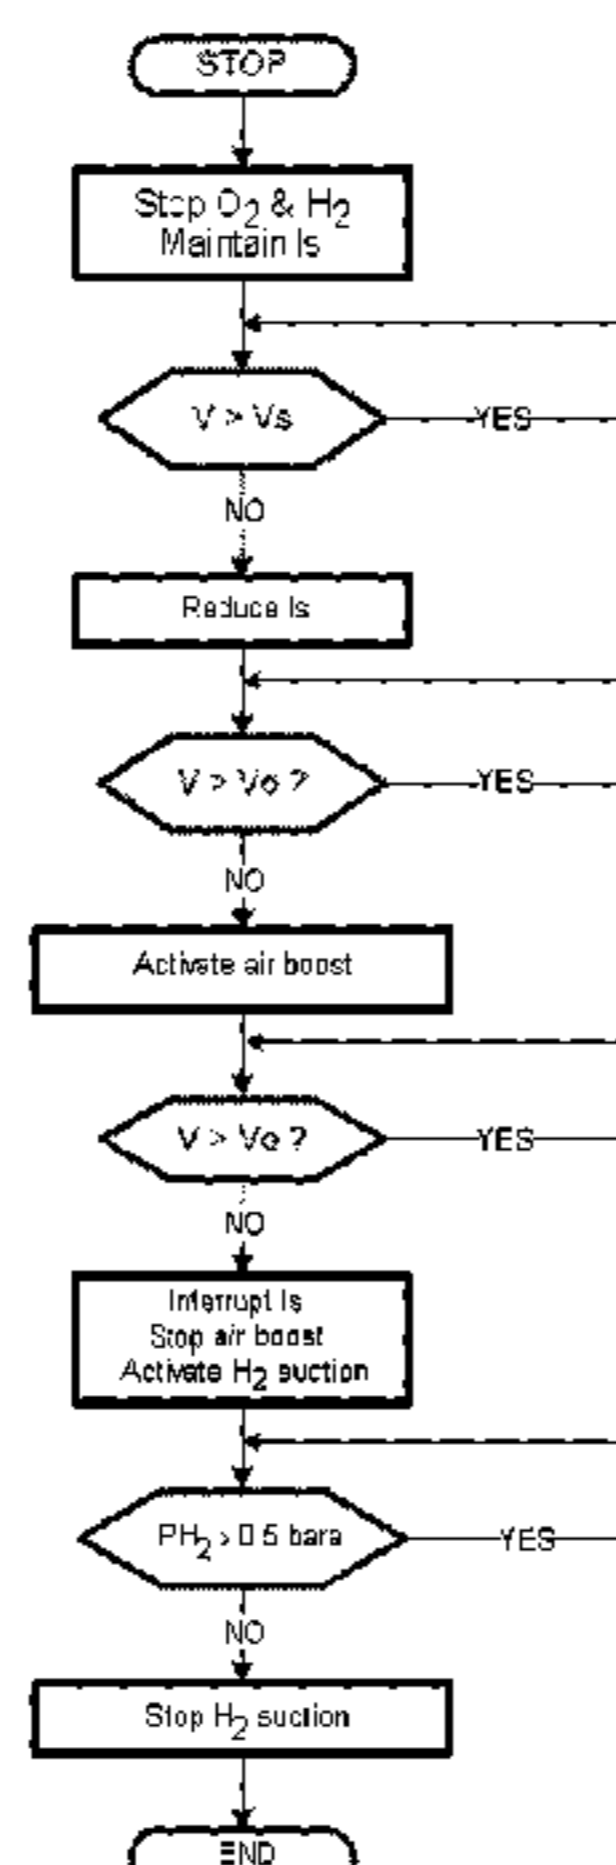 STOP
Stop O2 & H2
Maintain Is
V > Vs
YES
NO
Reduce Is
V > Vo ?
YES
NO
Activate air boost
V > Vo ?
YES
NO
Interrupt Is
Stop air boost
Activate H2 suction
PH2 > 0.5 bara
YES
NO
Stop H2 suction
END